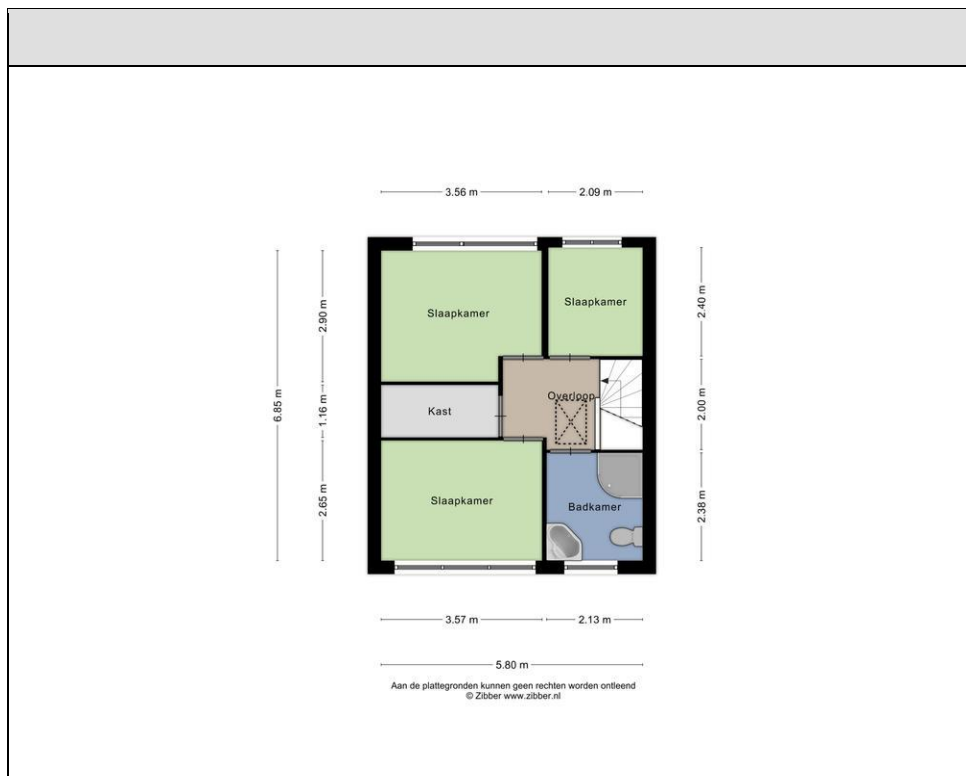 3.56 m
2.09 m
Slaapkamer
Slaapkamer
2.90 m
2.40 m
6.85 m
1.16 m
Kast
Overloop
2.00 m
2.65 m
Slaapkamer
Badkamer
2.38 m
3.57 m
2.13 m
5.80 m
Aan de plattegronden kunnen geen rechten worden ontleend
© Zibber www.zibber.nl